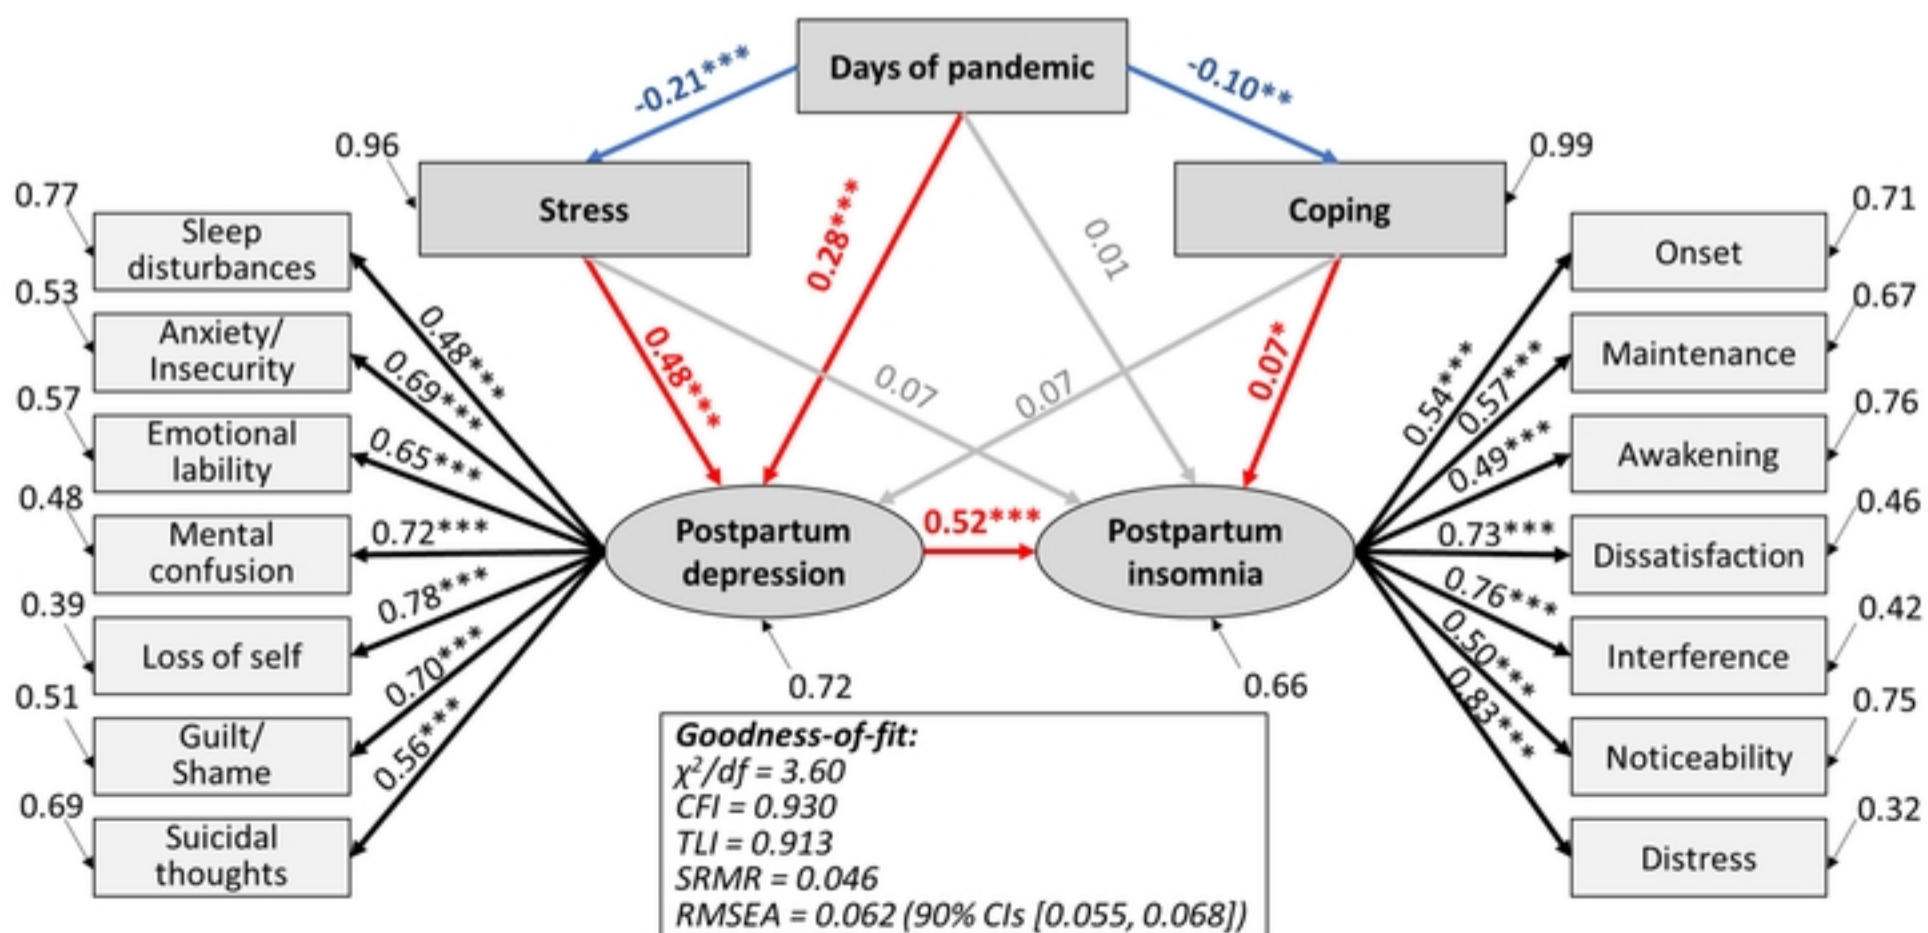 Days of pandemic
-0.21***
-0.10**
0.96
Stress
0.28***
0.01
Coping
0.99
0.77
Sleep
disturbances
0.53
Anxiety/
Insecurity
0.57
Emotional
lability
0.48
Mental
confusion
0.39
Loss of self
0.51
Guilt/
Shame
0.69
Suicidal
thoughts
0.48***
0.69***
0.65***
0.72***
0.78***
0.70***
0.56***
0.48***
0.07
0.07
0.07*
Postpartum
depression
0.52***
Postpartum
insomnia
0.72
0.66
0.54***
0.57***
0.49***
0.73***
0.76***
0.50***
0.83***
0.71
Onset
0.67
Maintenance
0.76
Awakening
0.46
Dissatisfaction
0.42
Interference
0.75
Noticeability
0.32
Distress
Goodness-of-fit:
χ²/df = 3.60
CFI = 0.930
TLI = 0.913
SRMR = 0.046
RMSEA = 0.062 (90% CIs [0.055, 0.068])